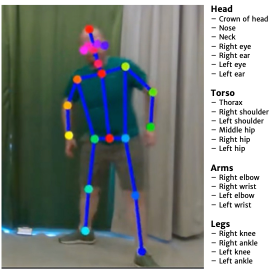 Head
– Crown of head
– Nose
– Neck
– Right eye
– Right ear
– Left eye
– Left ear
Torso
– Thorax
– Right shoulder
– Left shoulder
– Middle hip
– Right hip
– Left hip
Arms
– Right elbow
– Right wrist
– Left elbow
– Left wrist
Legs
– Right knee
– Right ankle
– Left knee
– Left ankle